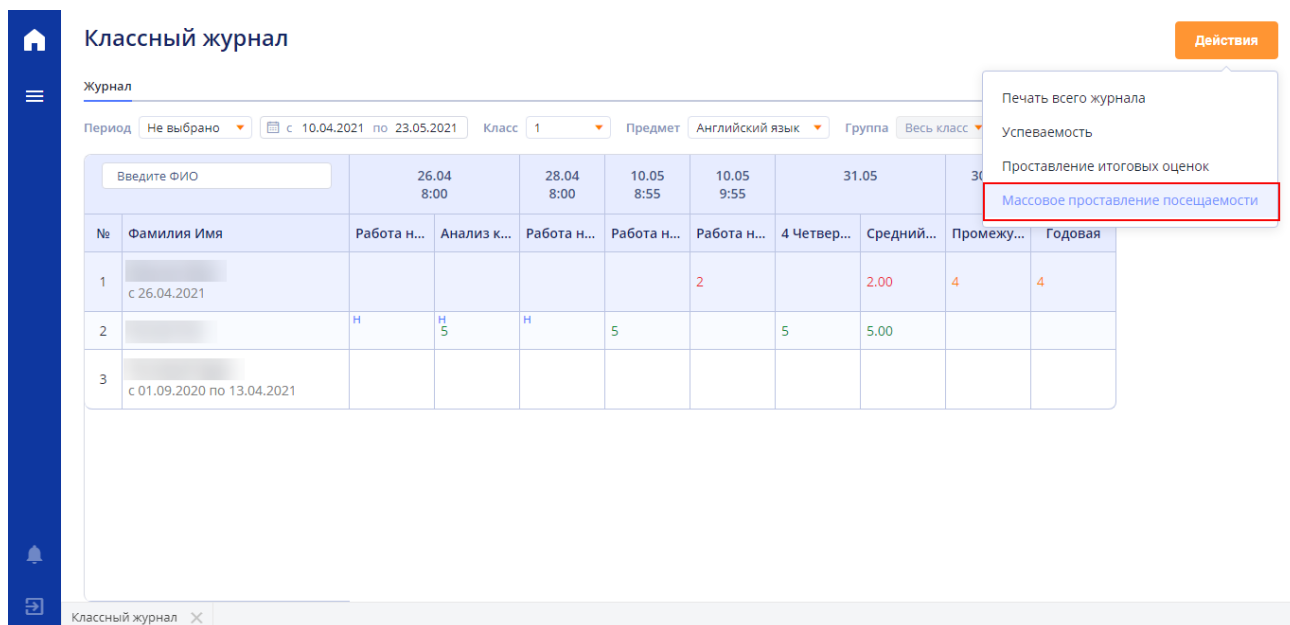 Классный журнал
Действия
Журнал
Печать всего журнала
Успеваемость
Проставление итоговых оценок
Массовое проставление посещаемости
Период Не выбрано с 10.04.2021 по 23.05.2021 Класс 1 Предмет Английский язык Группа Весь класс
Введите ФИО 26.04 28.04 10.05 10.05 31.05
8:00 8:00 8:55 9:55
№ Фамилия Имя Работа н... Анализ к... Работа н... Работа н... Работа н... 4 Четвер... Средний... Промежу... Годовая
1 2 2.00 4 4
с 26.04.2021
Н Н Н
2 5 5 5 5.00
3
с 01.09.2020 по 13.04.2021
Классный журнал